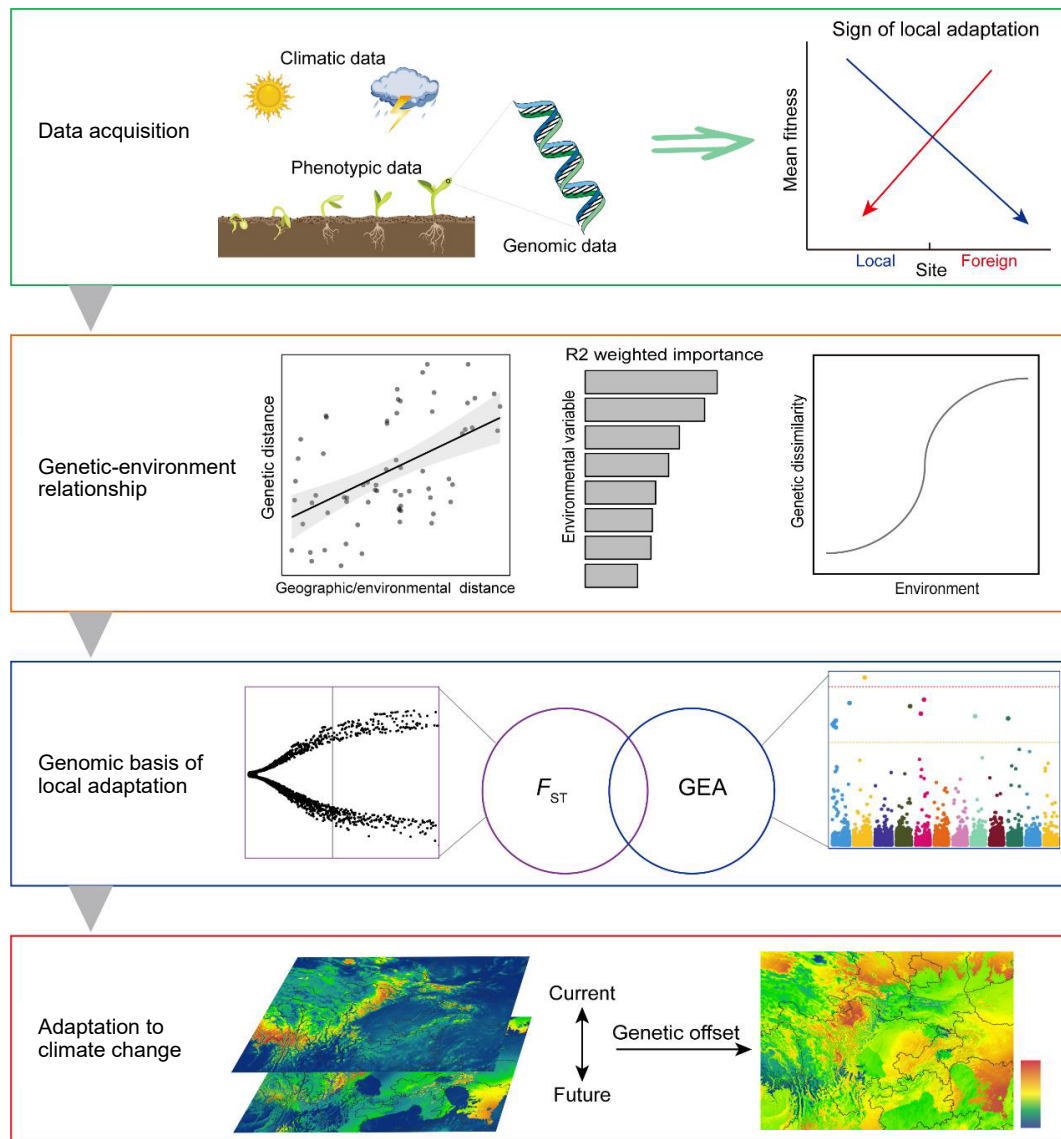 Data acquisition
Climatic data
Phenotypic data
Genomic data
Sign of local adaptation
Mean fitness
Local
Site
Foreign
Genetic-environment
relationship
Genetic distance
Geographic/environmental distance
R2 weighted importance
Environmental variable
Genetic dissimilarity
Environment
Genomic basis of
local adaptation
FST
GEA
Adaptation to
climate change
Current
Future
Genetic offset